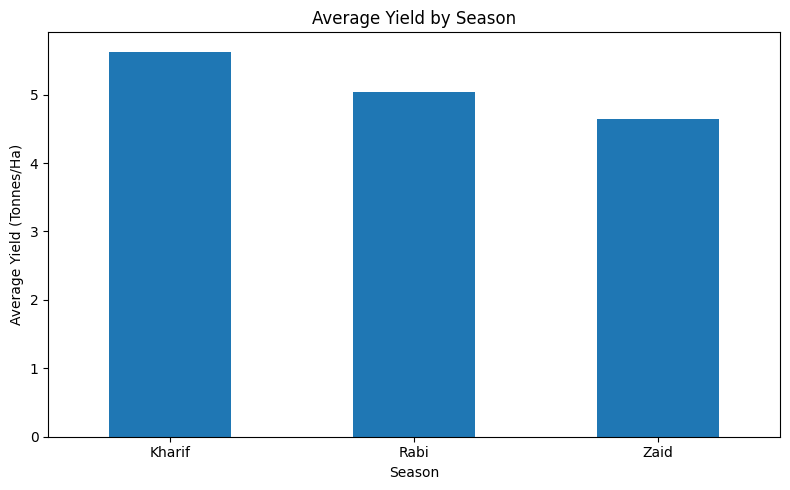 Average Yield by Season
Average Yield (Tonnes/Ha)
5
4
3
2
1
0
Kharif
Rabi
Zaid
Season